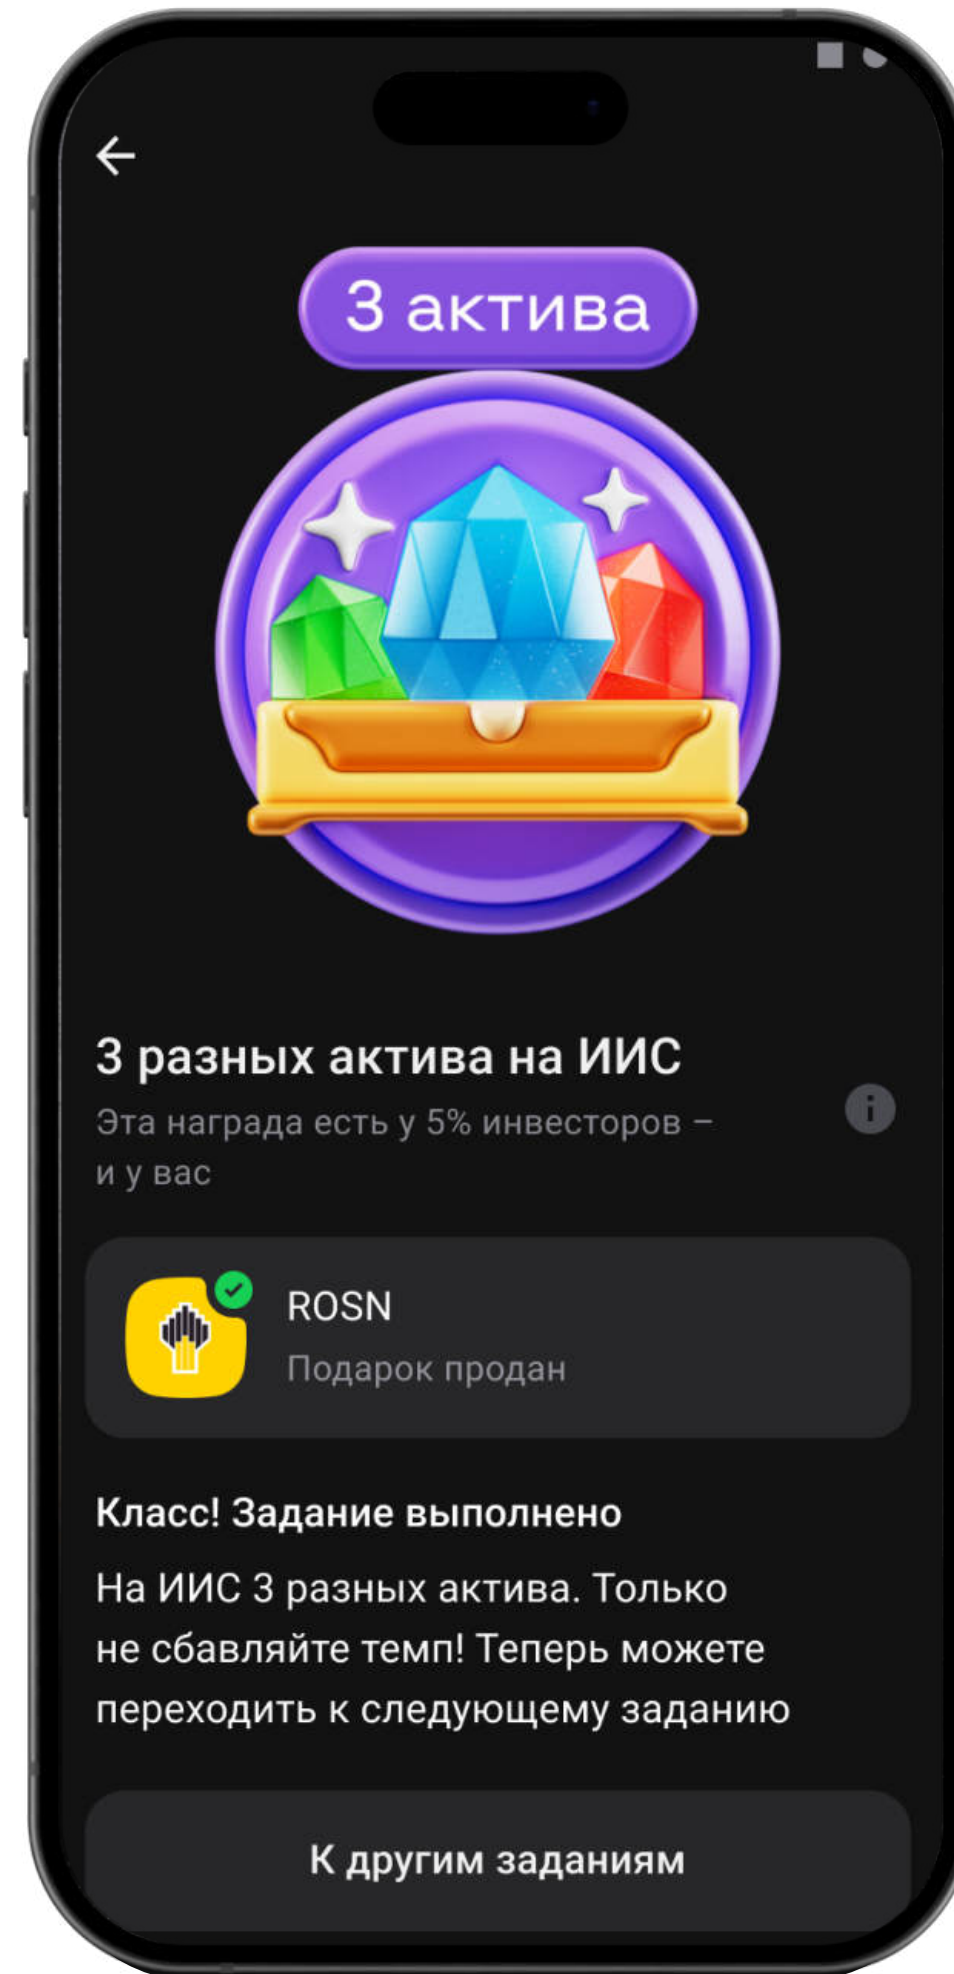 3 актива
3 разных актива на ИИС
Эта награда есть у 5% инвесторов –
и у вас
ROSN
Подарок продан
Класс! Задание выполнено
На ИИС 3 разных актива. Только
не сбавляйте темп! Теперь можете
переходить к следующему заданию
К другим заданиям